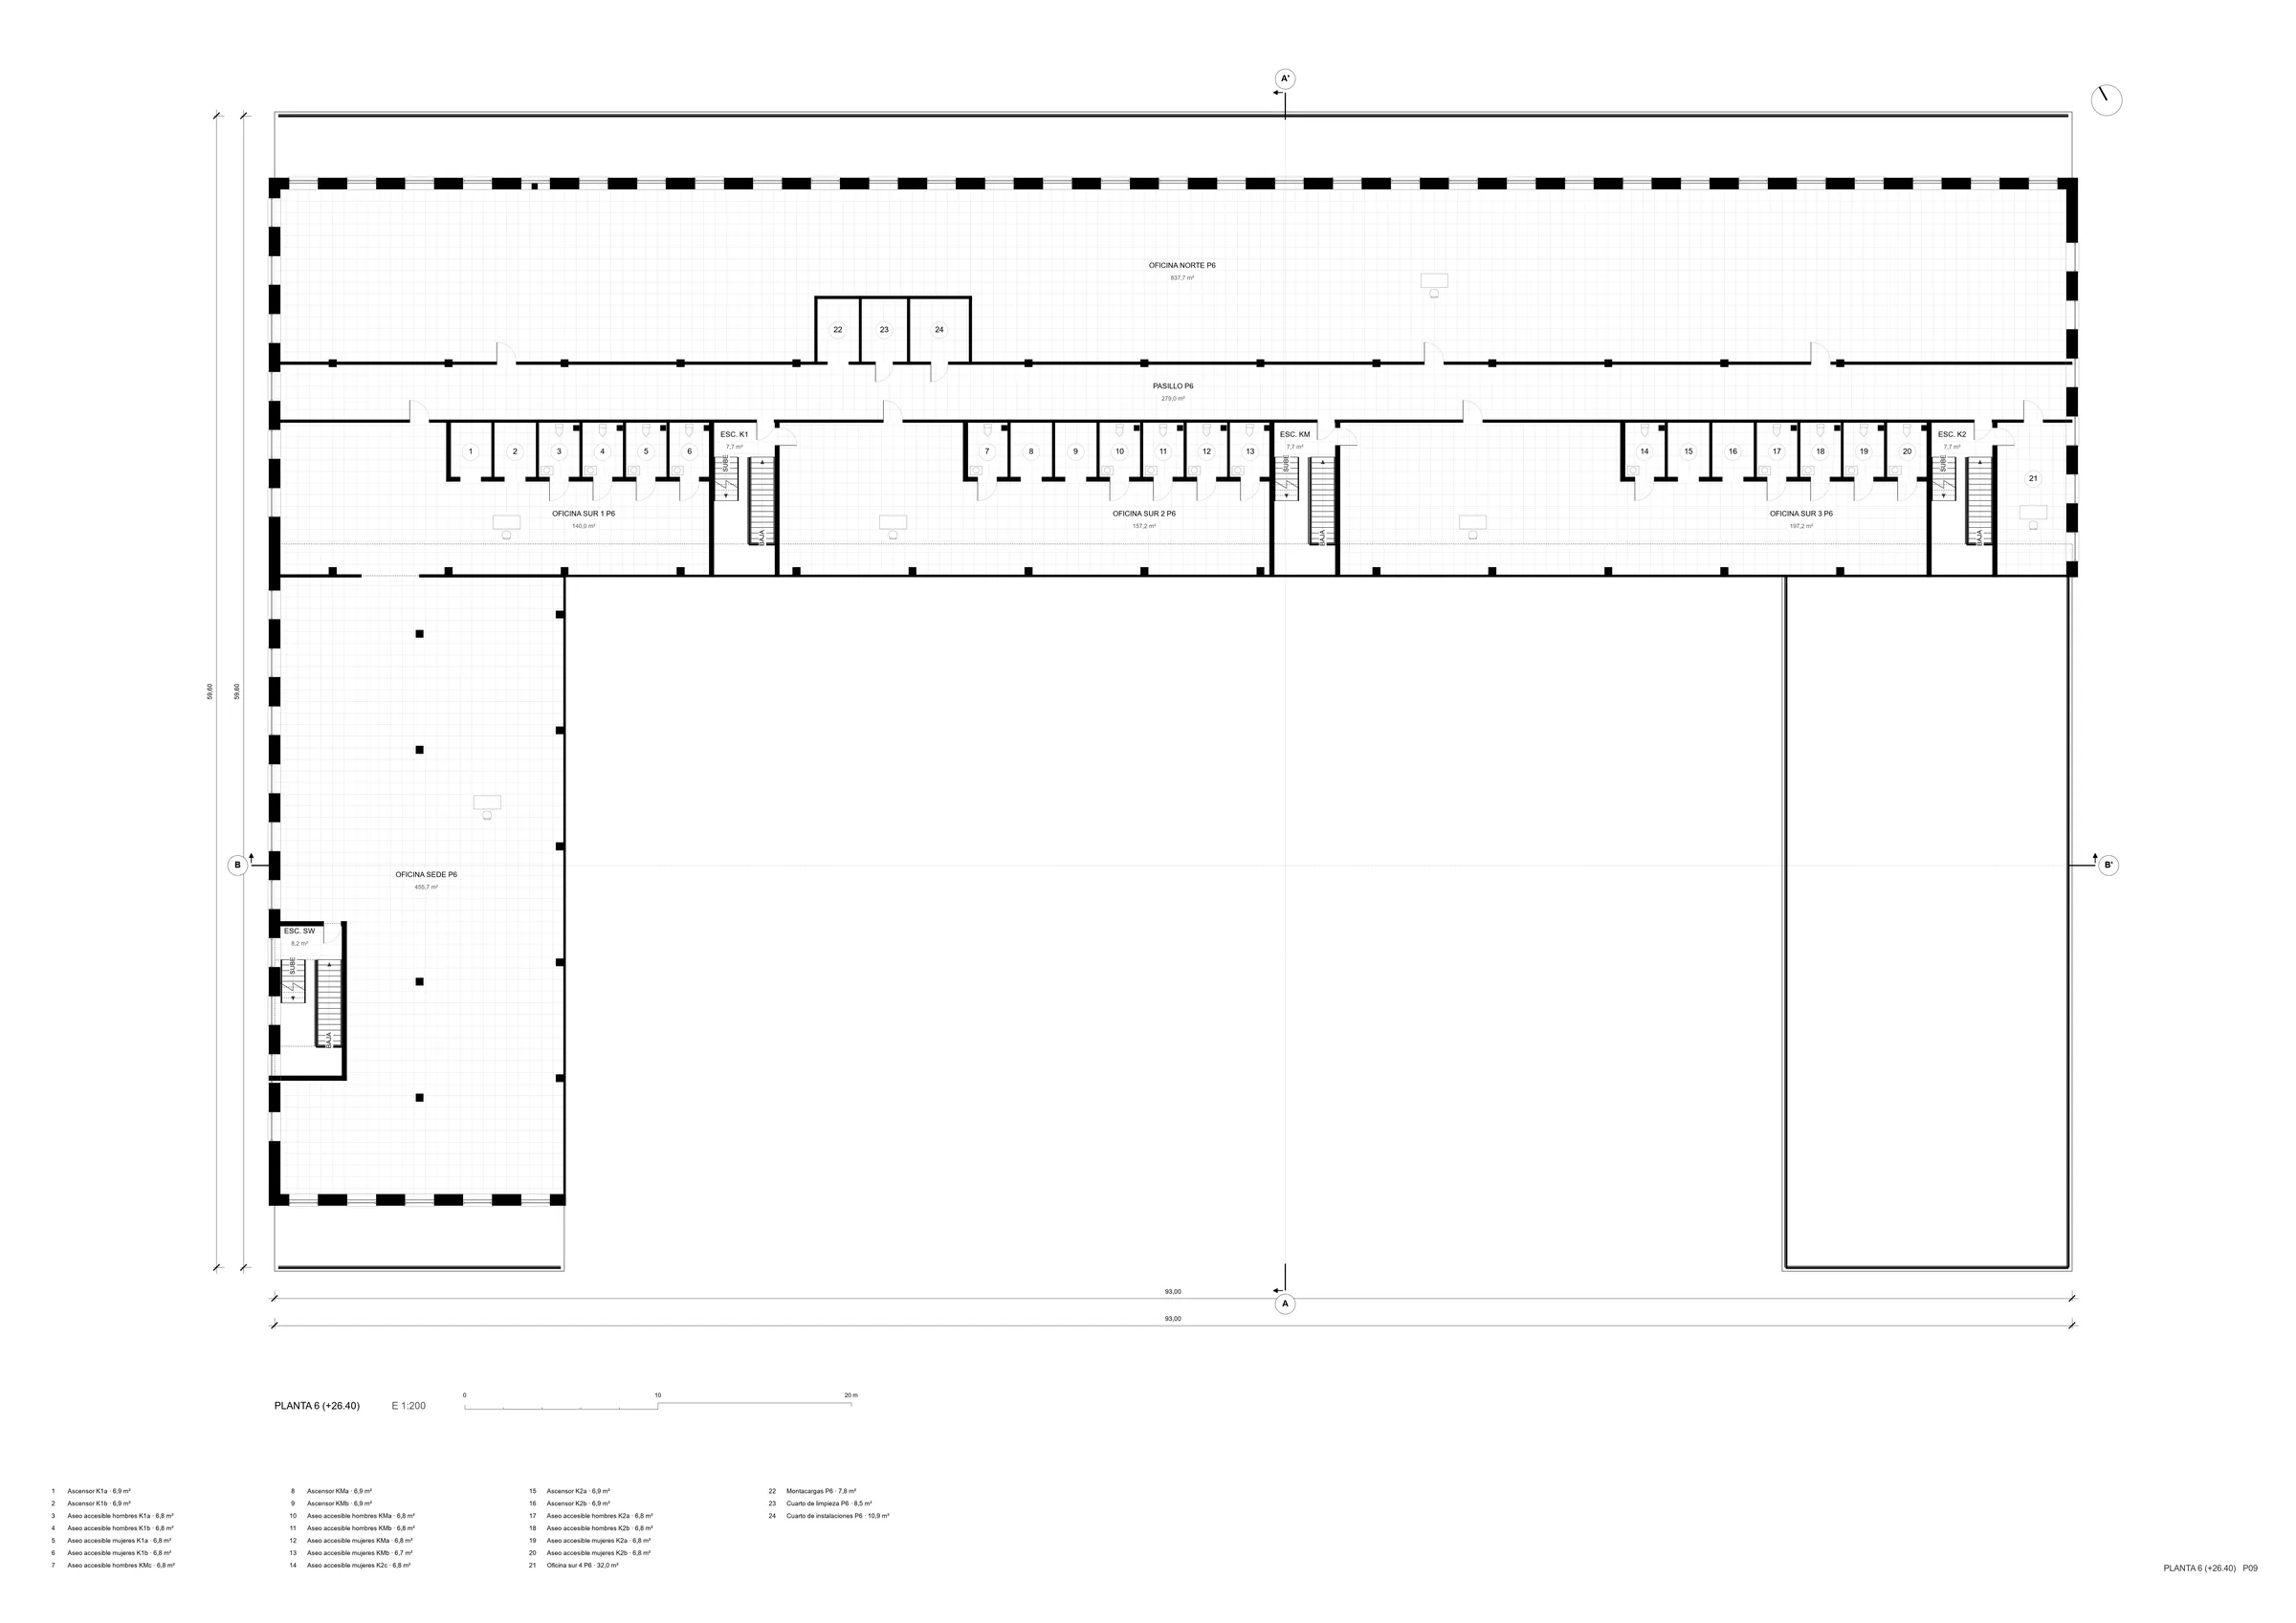 A'
OFICINA NORTE P6
837,7 m²
22
23
24
PASILLO P6
279,0 m²
ESC. K1
7,7 m²
ESC. KM
7,7 m²
ESC. K2
7,7 m²
1
2
3
4
5
6
7
8
9
10
11
12
13
14
15
16
17
18
19
20
21
SUBE
BAJA
SUBE
BAJA
SUBE
BAJA
OFICINA SUR 1 P6
140,0 m²
OFICINA SUR 2 P6
157,2 m²
OFICINA SUR 3 P6
197,2 m²
59,60
59,60
B
B'
OFICINA SEDE P6
455,7 m²
ESC. SW
8,2 m²
SUBE
BAJA
93,00
A
93,00
PLANTA 6 (+26.40) E 1:200
0 10 20 m
1 Ascensor K1a · 6,9 m²
2 Ascensor K1b · 6,9 m²
3 Aseo accesible hombres K1a · 6,8 m²
4 Aseo accesible hombres K1b · 6,8 m²
5 Aseo accesible mujeres K1a · 6,8 m²
6 Aseo accesible mujeres K1b · 6,8 m²
7 Aseo accesible hombres KMc · 6,8 m²
8 Ascensor KMa · 6,9 m²
9 Ascensor KMb · 6,9 m²
10 Aseo accesible hombres KMa · 6,8 m²
11 Aseo accesible hombres KMb · 6,8 m²
12 Aseo accesible mujeres KMa · 6,8 m²
13 Aseo accesible mujeres KMb · 6,7 m²
14 Aseo accesible mujeres K2c · 6,8 m²
15 Ascensor K2a · 6,9 m²
16 Ascensor K2b · 6,9 m²
17 Aseo accesible hombres K2a · 6,8 m²
18 Aseo accesible hombres K2b · 6,8 m²
19 Aseo accesible mujeres K2a · 6,8 m²
20 Aseo accesible mujeres K2b · 6,8 m²
21 Oficina sur 4 P6 · 32,0 m²
22 Montacargas P6 · 7,8 m²
23 Cuarto de limpieza P6 · 8,5 m²
24 Cuarto de instalaciones P6 · 10,9 m²
PLANTA 6 (+26.40) P09